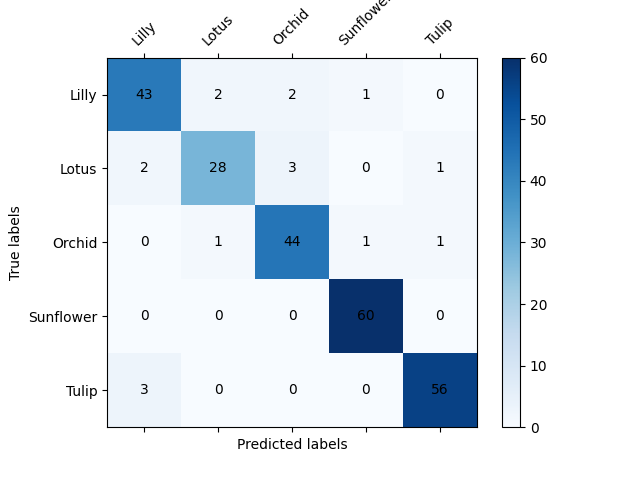 Lilly Lotus Orchid Sunflower Tulip
60
Lilly 43 2 2 1 0
50
Lotus 2 28 3 0 1
40
True labels
Orchid 0 1 44 1 1
30
20
Sunflower 0 0 0 60 0
10
Tulip 3 0 0 0 56
0
Predicted labels